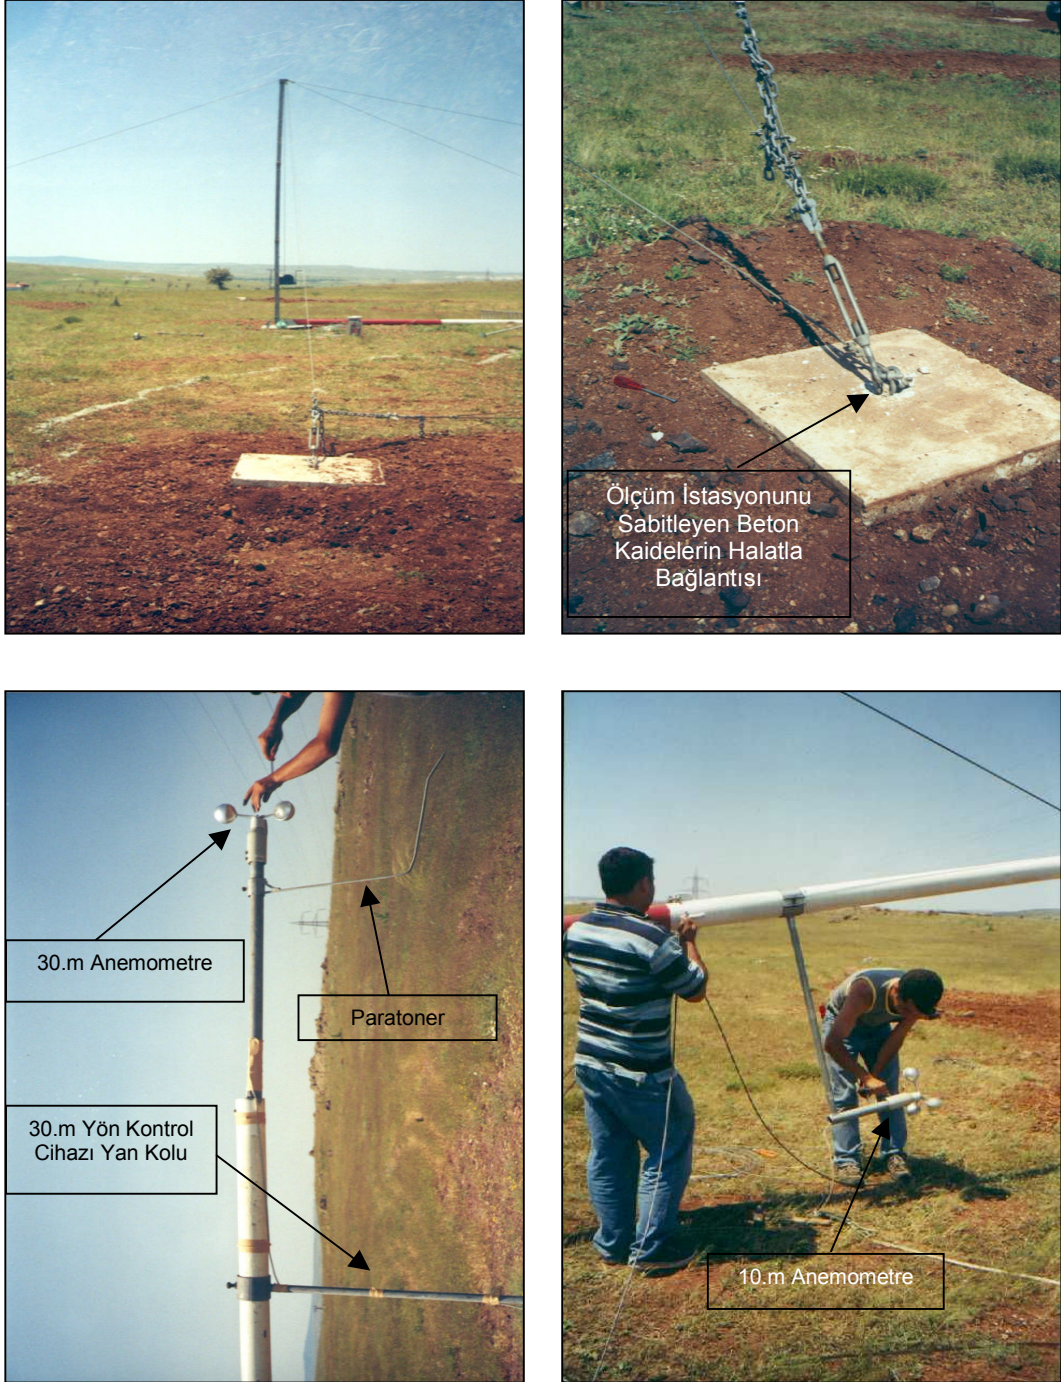 Ölçüm İstasyonunu
Sabitleyen Beton
Kaidelerin Halatla
Bağlantısı
30.m Anemometre
Paratoner
30.m Yön Kontrol
Cihazı Yan Kolu
10.m Anemometre